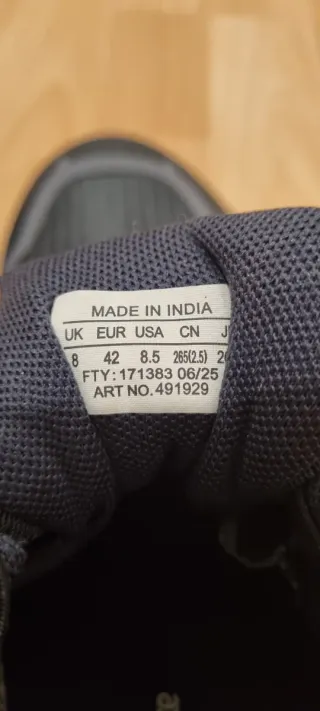 MADE IN INDIA
UK EUR USA CN
8 42 8.5 265(2.5)
FTY: 171383 06/25
ART NO. 491929